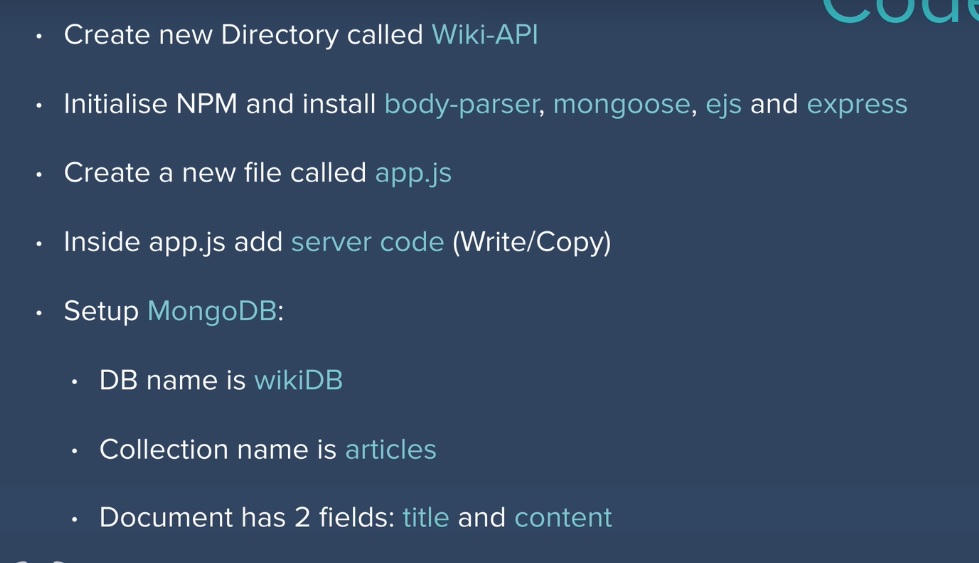 Code
• Create new Directory called Wiki-API
• Initialise NPM and install body-parser, mongoose, ejs and express
• Create a new file called app.js
• Inside app.js add server code (Write/Copy)
• Setup MongoDB:
• DB name is wikiDB
• Collection name is articles
• Document has 2 fields: title and content